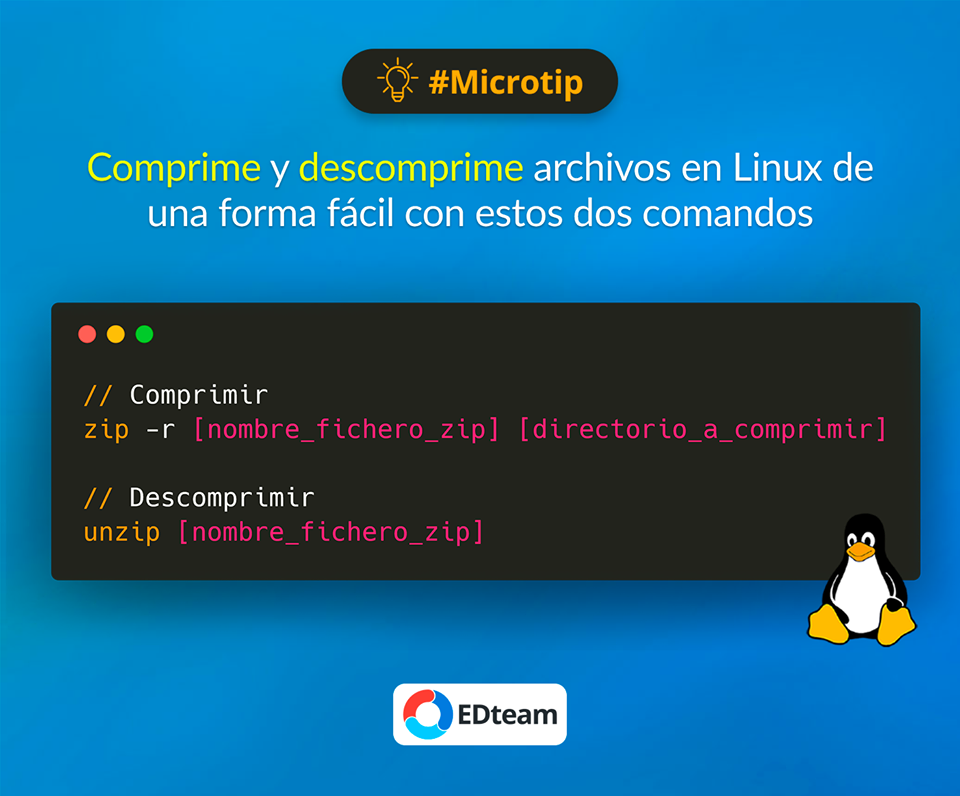 #Microtip
Comprime y descomprime archivos en Linux de
una forma fácil con estos dos comandos
// Comprimir
zip -r [nombre_fichero_zip] [directorio_a_comprimir]
// Descomprimir
unzip [nombre_fichero_zip]
EDteam